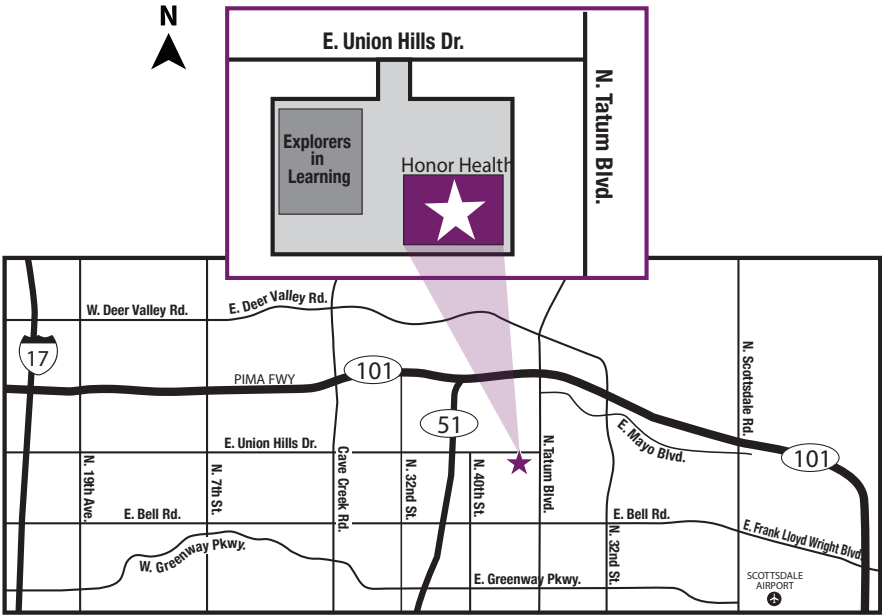 N
E. Union Hills Dr.
N. Tatum Blvd.
Explorers
in
Learning
Honor Health
W. Deer Valley Rd.
E. Deer Valley Rd.
17
PIMA FWY
101
51
N. Scottsdale Rd.
E. Union Hills Dr.
E. Mayo Blvd.
101
N. 19th Ave.
N. 7th St.
Cave Creek Rd.
N. 32nd St.
N. 40th St.
N.Tatum Blvd.
E. Bell Rd.
E. Bell Rd.
E. Frank Lloyd Wright Blvd.
N. 32nd St.
W. Greenway Pkwy.
E. Greenway Pkwy.
SCOTTSDALE
AIRPORT